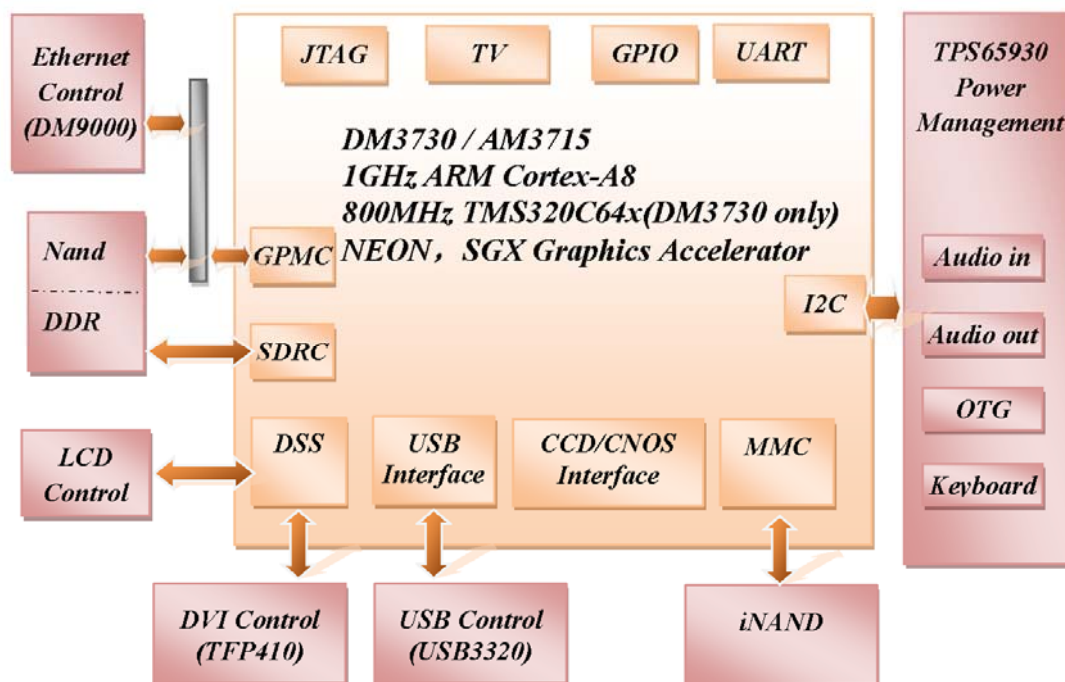 Ethernet
Control
(DM9000)
Nand
DDR
LCD
Control
JTAG
TV
GPIO
UART
DM3730 / AM3715
1GHz ARM Cortex-A8
800MHz TMS320C64x(DM3730 only)
NEON，SGX Graphics Accelerator
GPMC
SDRC
I2C
DSS
USB
Interface
CCD/CNOS
Interface
MMC
TPS65930
Power
Management
Audio in
Audio out
OTG
Keyboard
DVI Control
(TFP410)
USB Control
(USB3320)
iNAND